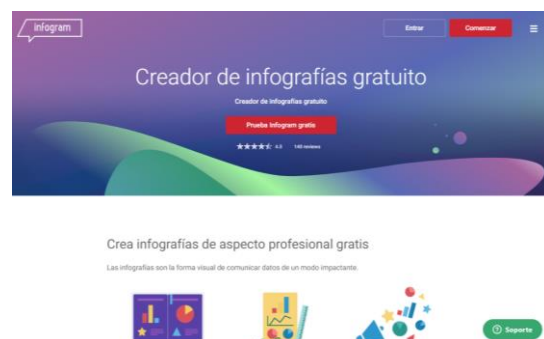 infogram
Entrar
Comenzar
Creador de infografías gratuito
Creador de infografías gratuito
Prueba Infogram gratis
4.5 140 reviews
Crea infografías de aspecto profesional gratis
Las infografías son la forma visual de comunicar datos de un modo impactante.
Soporte